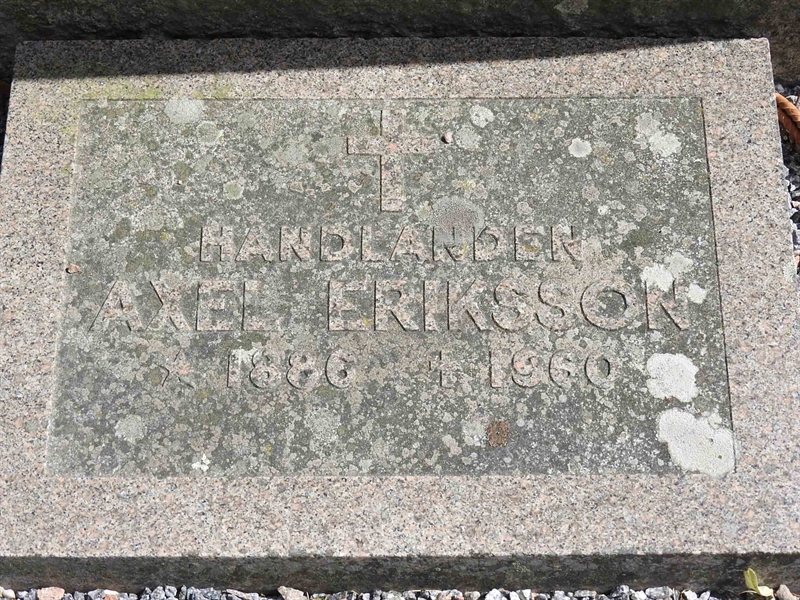 HANDLANDEN
AXEL ERIKSSON
* 1886 † 1960